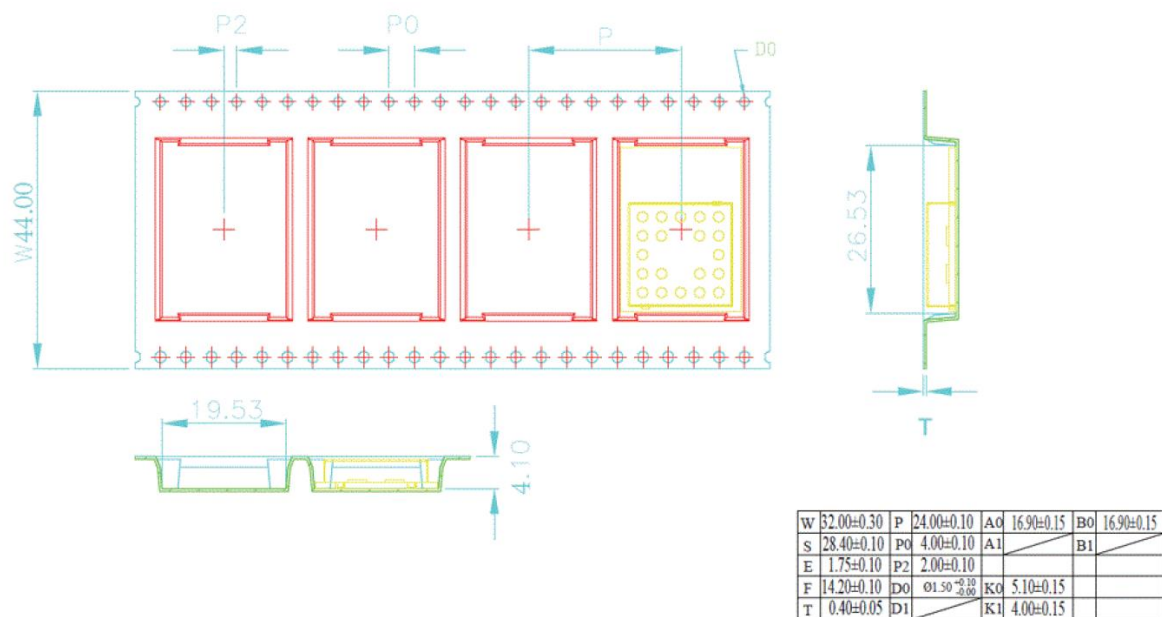 P2 P0 P D0
W44.00
26.53
T
19.53
4.10
W 32.00±0.30 P 24.00±0.10 A0 16.90±0.15 B0 16.90±0.15
S 28.40±0.10 P0 4.00±0.10 A1 B1
E 1.75±0.10 P2 2.00±0.10
F 14.20±0.10 D0 Ø1.50 +0.10 -0.00 K0 5.10±0.15
T 0.40±0.05 D1 K1 4.00±0.15